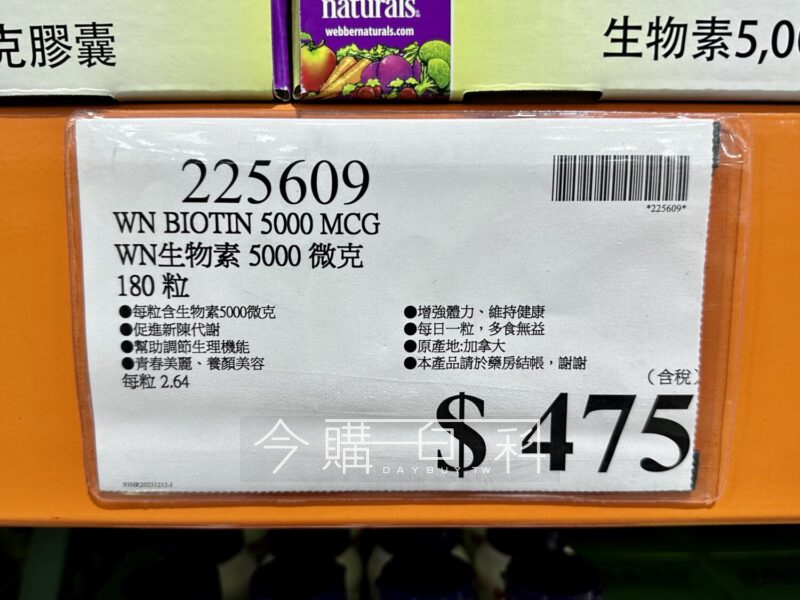 naturals.
webbernaturals.com
克膠囊
生物素5,00
225609
*225609*
WN BIOTIN 5000 MCG
WN生物素 5000 微克
180 粒
●每粒含生物素5000微克
●促進新陳代謝
●幫助調節生理機能
●青春美麗、養顏美容
每粒 2.64
●增強體力、維持健康
●每日一粒，多食無益
●原產地:加拿大
●本產品請於藥房結帳，謝謝
(含稅)
$ 475
今購百科
DAYBUY.TW
93NR20231213-1